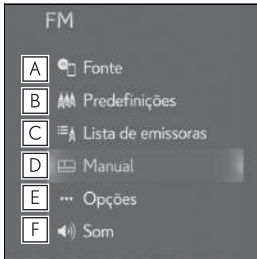 FM
A Fonte
B Predefinições
C Lista de emissoras
D Manual
E Opções
F Som